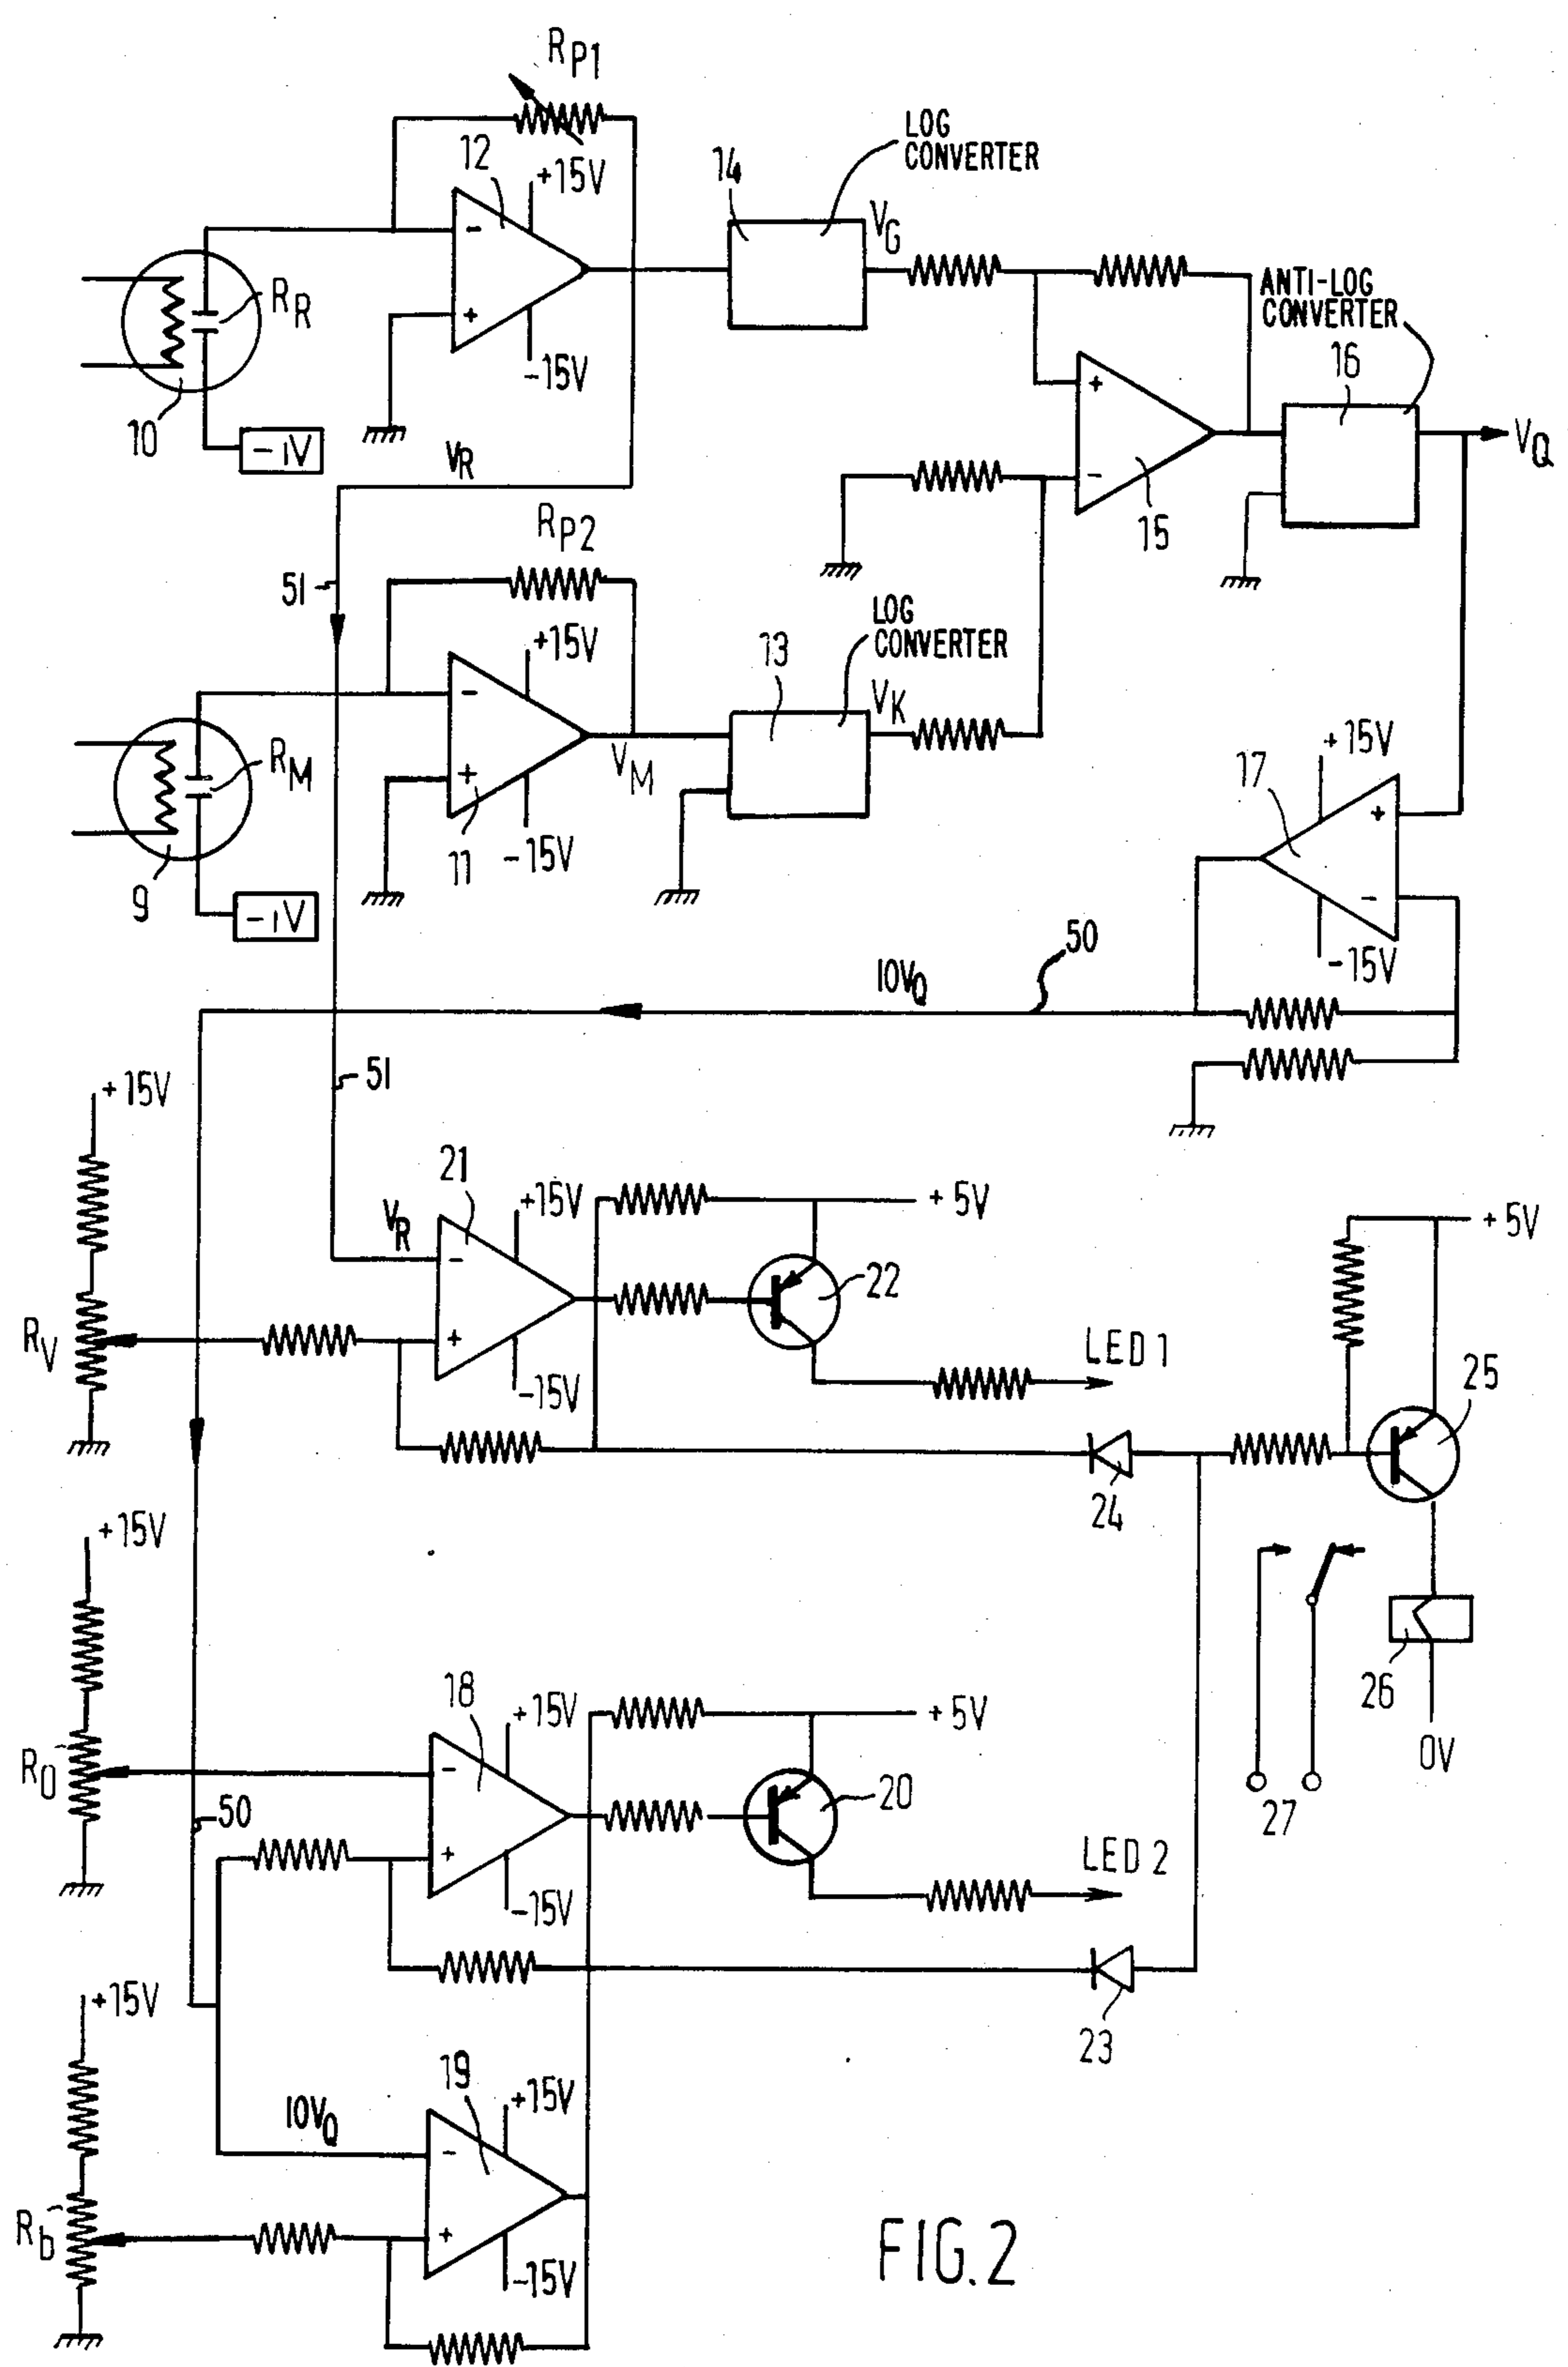 RP1
LOG
CONVERTER
12
+15V
14
VG
RR
ANTI-LOG
CONVERTER
16
10
-15V
-1V
VR
VQ
15
RP2
51
LOG
CONVERTER
+15V
13
VK
RM
VM
+15V
17
11
-15V
9
-1V
-15V
50
10VQ
51
+15V
21
+15V
VR
+5V
+5V
22
RV
LED 1
-15V
25
24
+15V
18
+15V
+5V
26
RO
0V
20
50
27
LED 2
-15V
+15V
23
19
+15V
10VQ
Rb
-15V
FIG.2